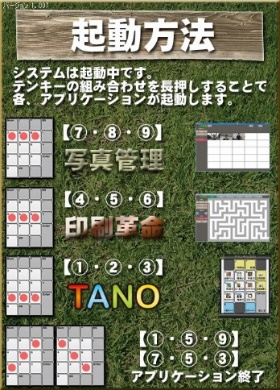 バージョン 1.001
起動方法
システムは起動中です。
テンキーの組み合わせを長押しすることで
各、アプリケーションが起動します。
【⑦・⑧・⑨】
写真管理
【④・⑤・⑥】
印刷革命
【①・②・③】
TANO
【①・⑤・⑨】
【⑦・⑤・③】
アプリケーション終了